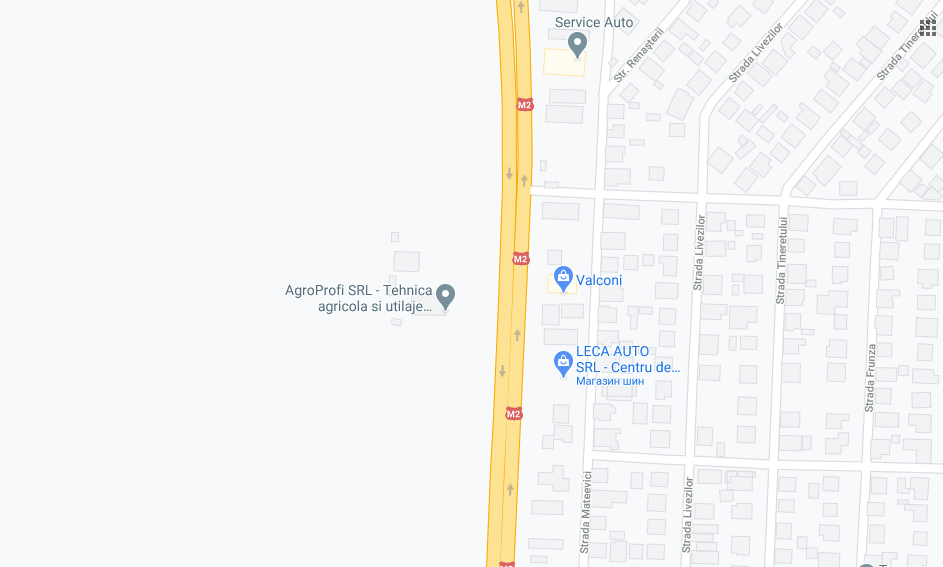 Service Auto
Str. Renașterii
Strada Livezilor
Strada Tineretului
M2
M2
Strada Livezilor
Strada Tineretului
Valconi
AgroProfi SRL - Tehnica
agricola si utilaje...
LECA AUTO
SRL - Centru de...
Магазин шин
Strada Frunza
M2
Strada Mateevici
Strada Livezilor